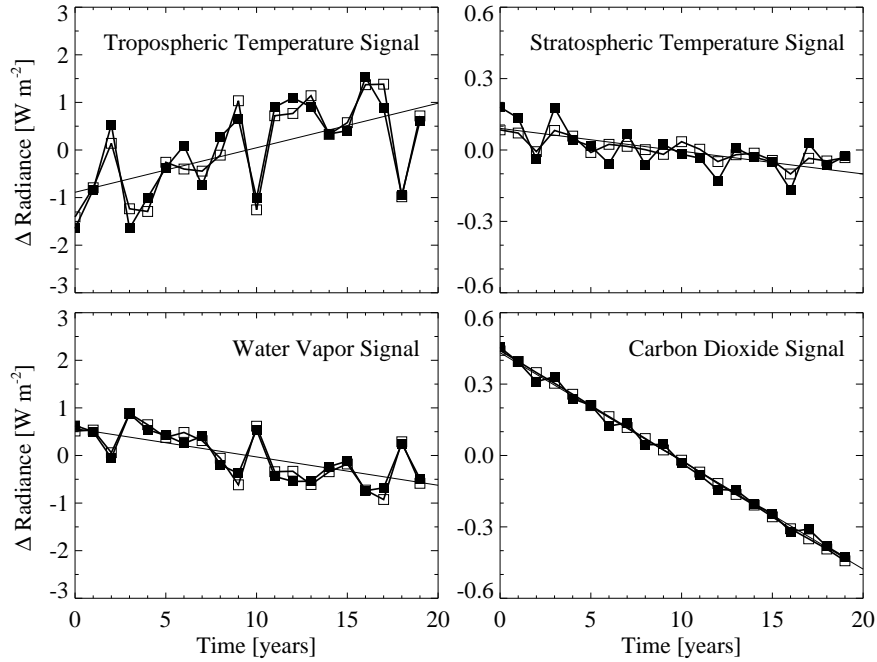 Tropospheric Temperature Signal
Δ Radiance [W m-2]
3
2
1
0
-1
-2
-3
Stratospheric Temperature Signal
0.6
0.3
0.0
-0.3
-0.6
Water Vapor Signal
Δ Radiance [W m-2]
3
2
1
0
-1
-2
-3
0 5 10 15 20
Time [years]
Carbon Dioxide Signal
0.6
0.3
0.0
-0.3
-0.6
0 5 10 15 20
Time [years]